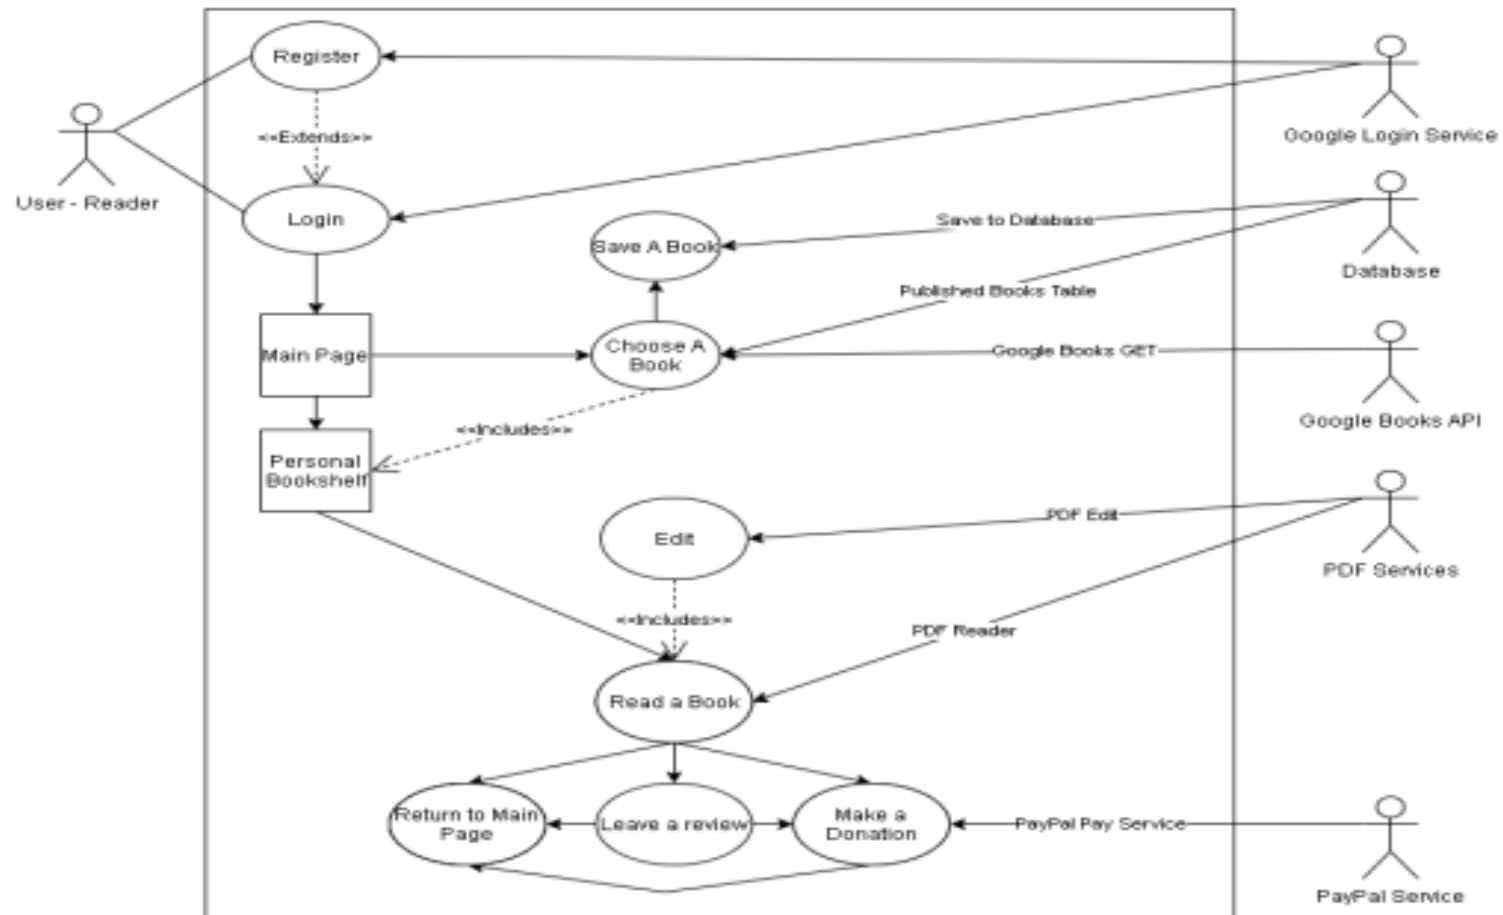 Register
<<Extends>>
Google Login Service
User - Reader
Login
Save to Database
Save A Book
Database
Published Books Table
Main Page
Choose A
Book
Google Books GET
<<Includes>>
Google Books API
Personal
Bookshelf
PDF Edit
Edit
PDF Services
<<Includes>>
PDF Reader
Read a Book
Return to Main
Page
Leave a review
Make a
Donation
PayPal Pay Service
PayPal Service